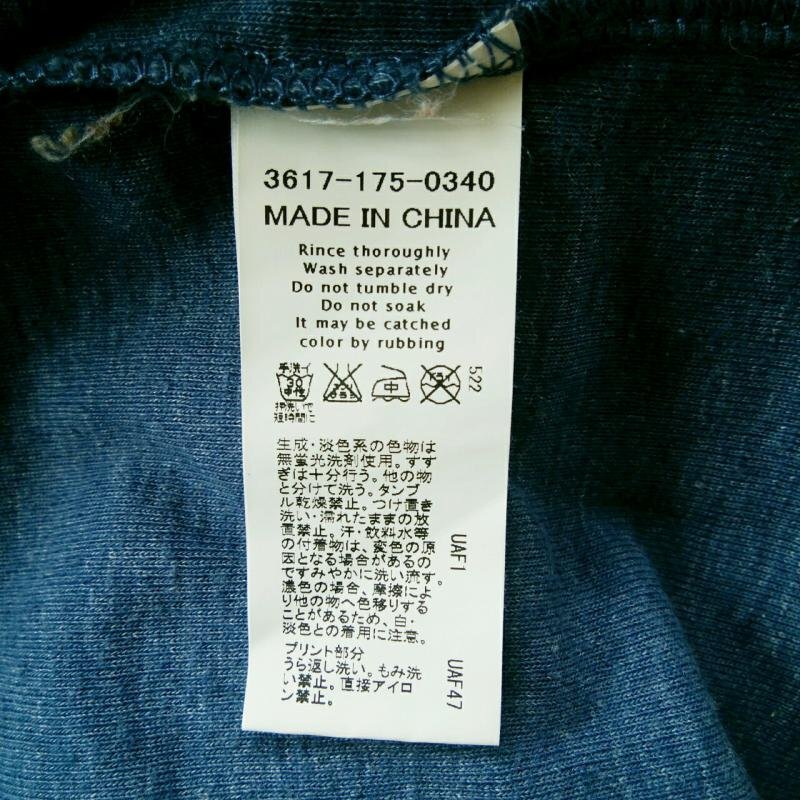 3617-175-0340
MADE IN CHINA
Rince thoroughly
Wash separately
Do not tumble dry
Do not soak
It may be catched
color by rubbing
手洗イ
30
中性
中
522
押洗いで
短時間に
生成・淡色系の色物は
無蛍光洗剤使用。すす
ぎは十分行う。他の物
と分けて洗う。タンブ
ル乾燥禁止。つけ置き
洗い・濡れたままの放
置禁止。汗・飲料水等
の付着物は、変色の原
因となる場合があるの
ですみやかに洗い流す。
濃色の場合、摩擦によ
り他の物へ色移りする
ことがあるため、白・
淡色との着用に注意。
プリント部分
うら返し洗い。もみ洗
い禁止。直接アイロ
ン禁止。
UAF1
UAF47